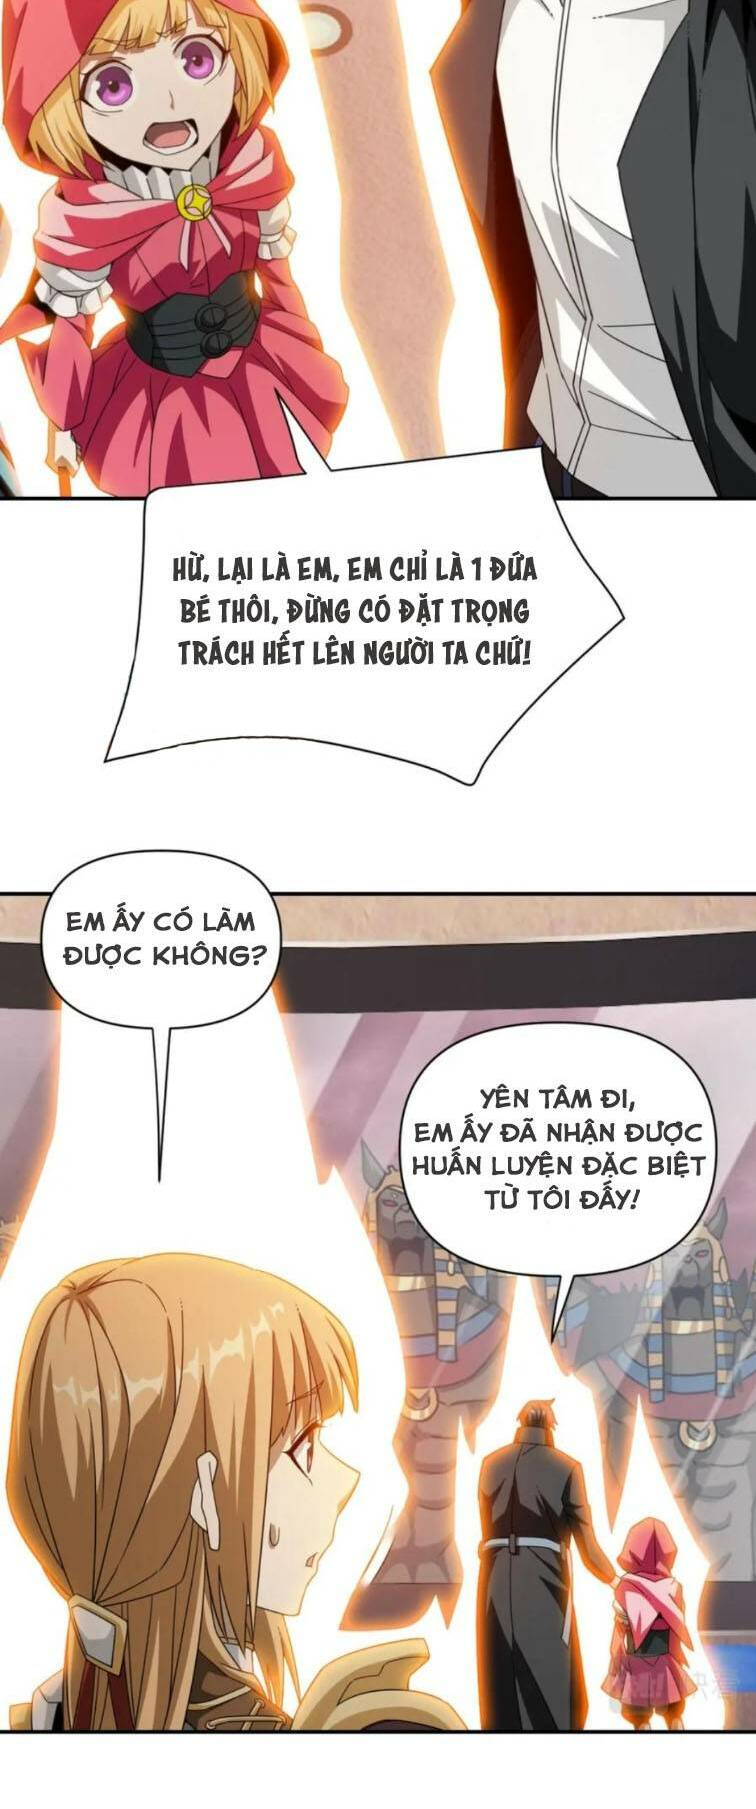 HỪ, LẠI LÀ EM, EM CHỈ LÀ 1 ĐỨA
BÉ THÔI, ĐỪNG CÓ ĐẶT TRỌNG
TRÁCH HẾT LÊN NGƯỜI TA CHỨ!
EM ẤY CÓ LÀM
ĐƯỢC KHÔNG?
YÊN TÂM ĐI,
EM ẤY ĐÃ NHẬN ĐƯỢC
HUẤN LUYỆN ĐẶC BIỆT
TỪ TÔI ĐẤY!